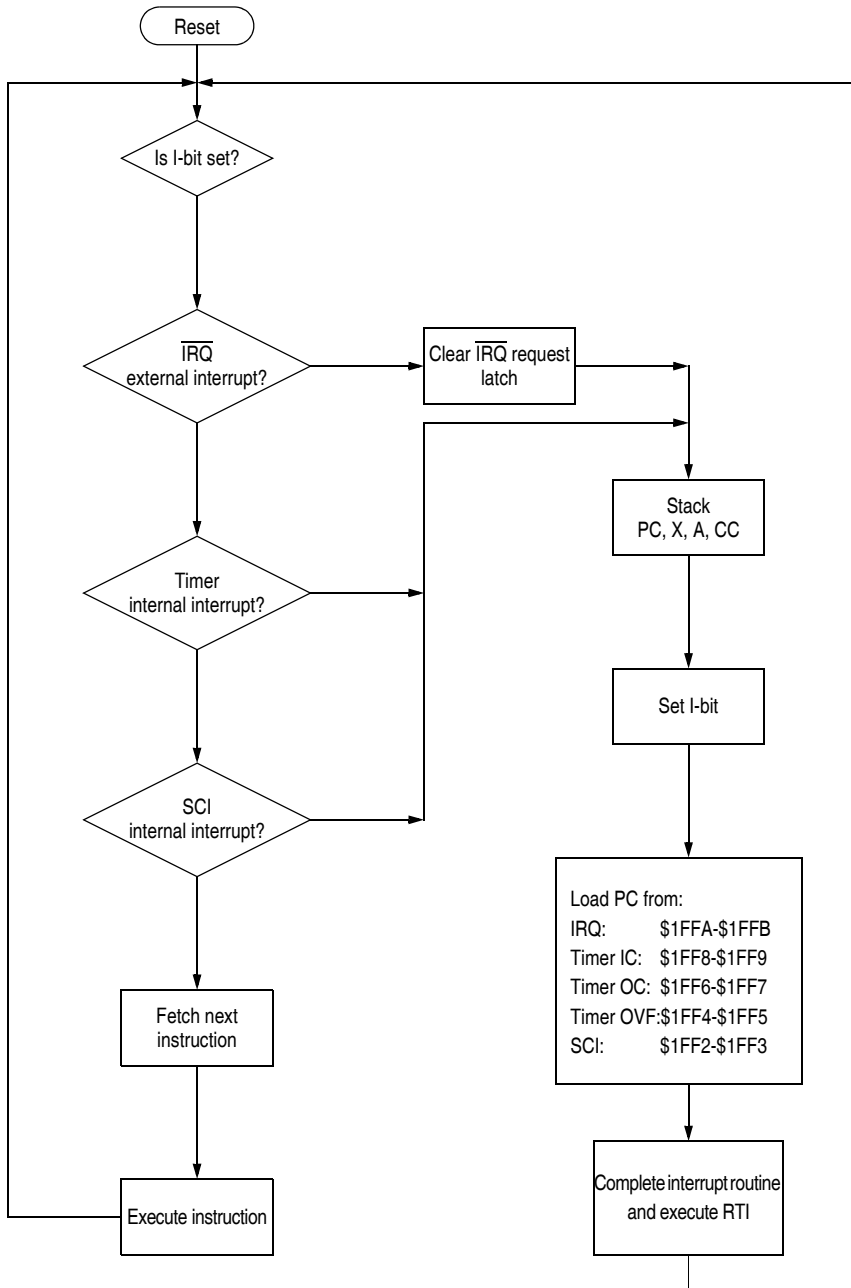 Reset
Is I-bit set?
IRQ
external interrupt?
Clear IRQ request
latch
Stack
PC, X, A, CC
Timer
internal interrupt?
Set I-bit
SCI
internal interrupt?
Load PC from:
IRQ: $1FFA-$1FFB
Timer IC: $1FF8-$1FF9
Timer OC: $1FF6-$1FF7
Timer OVF:$1FF4-$1FF5
SCI: $1FF2-$1FF3
Fetch next
instruction
Complete interrupt routine
and execute RTI
Execute instruction